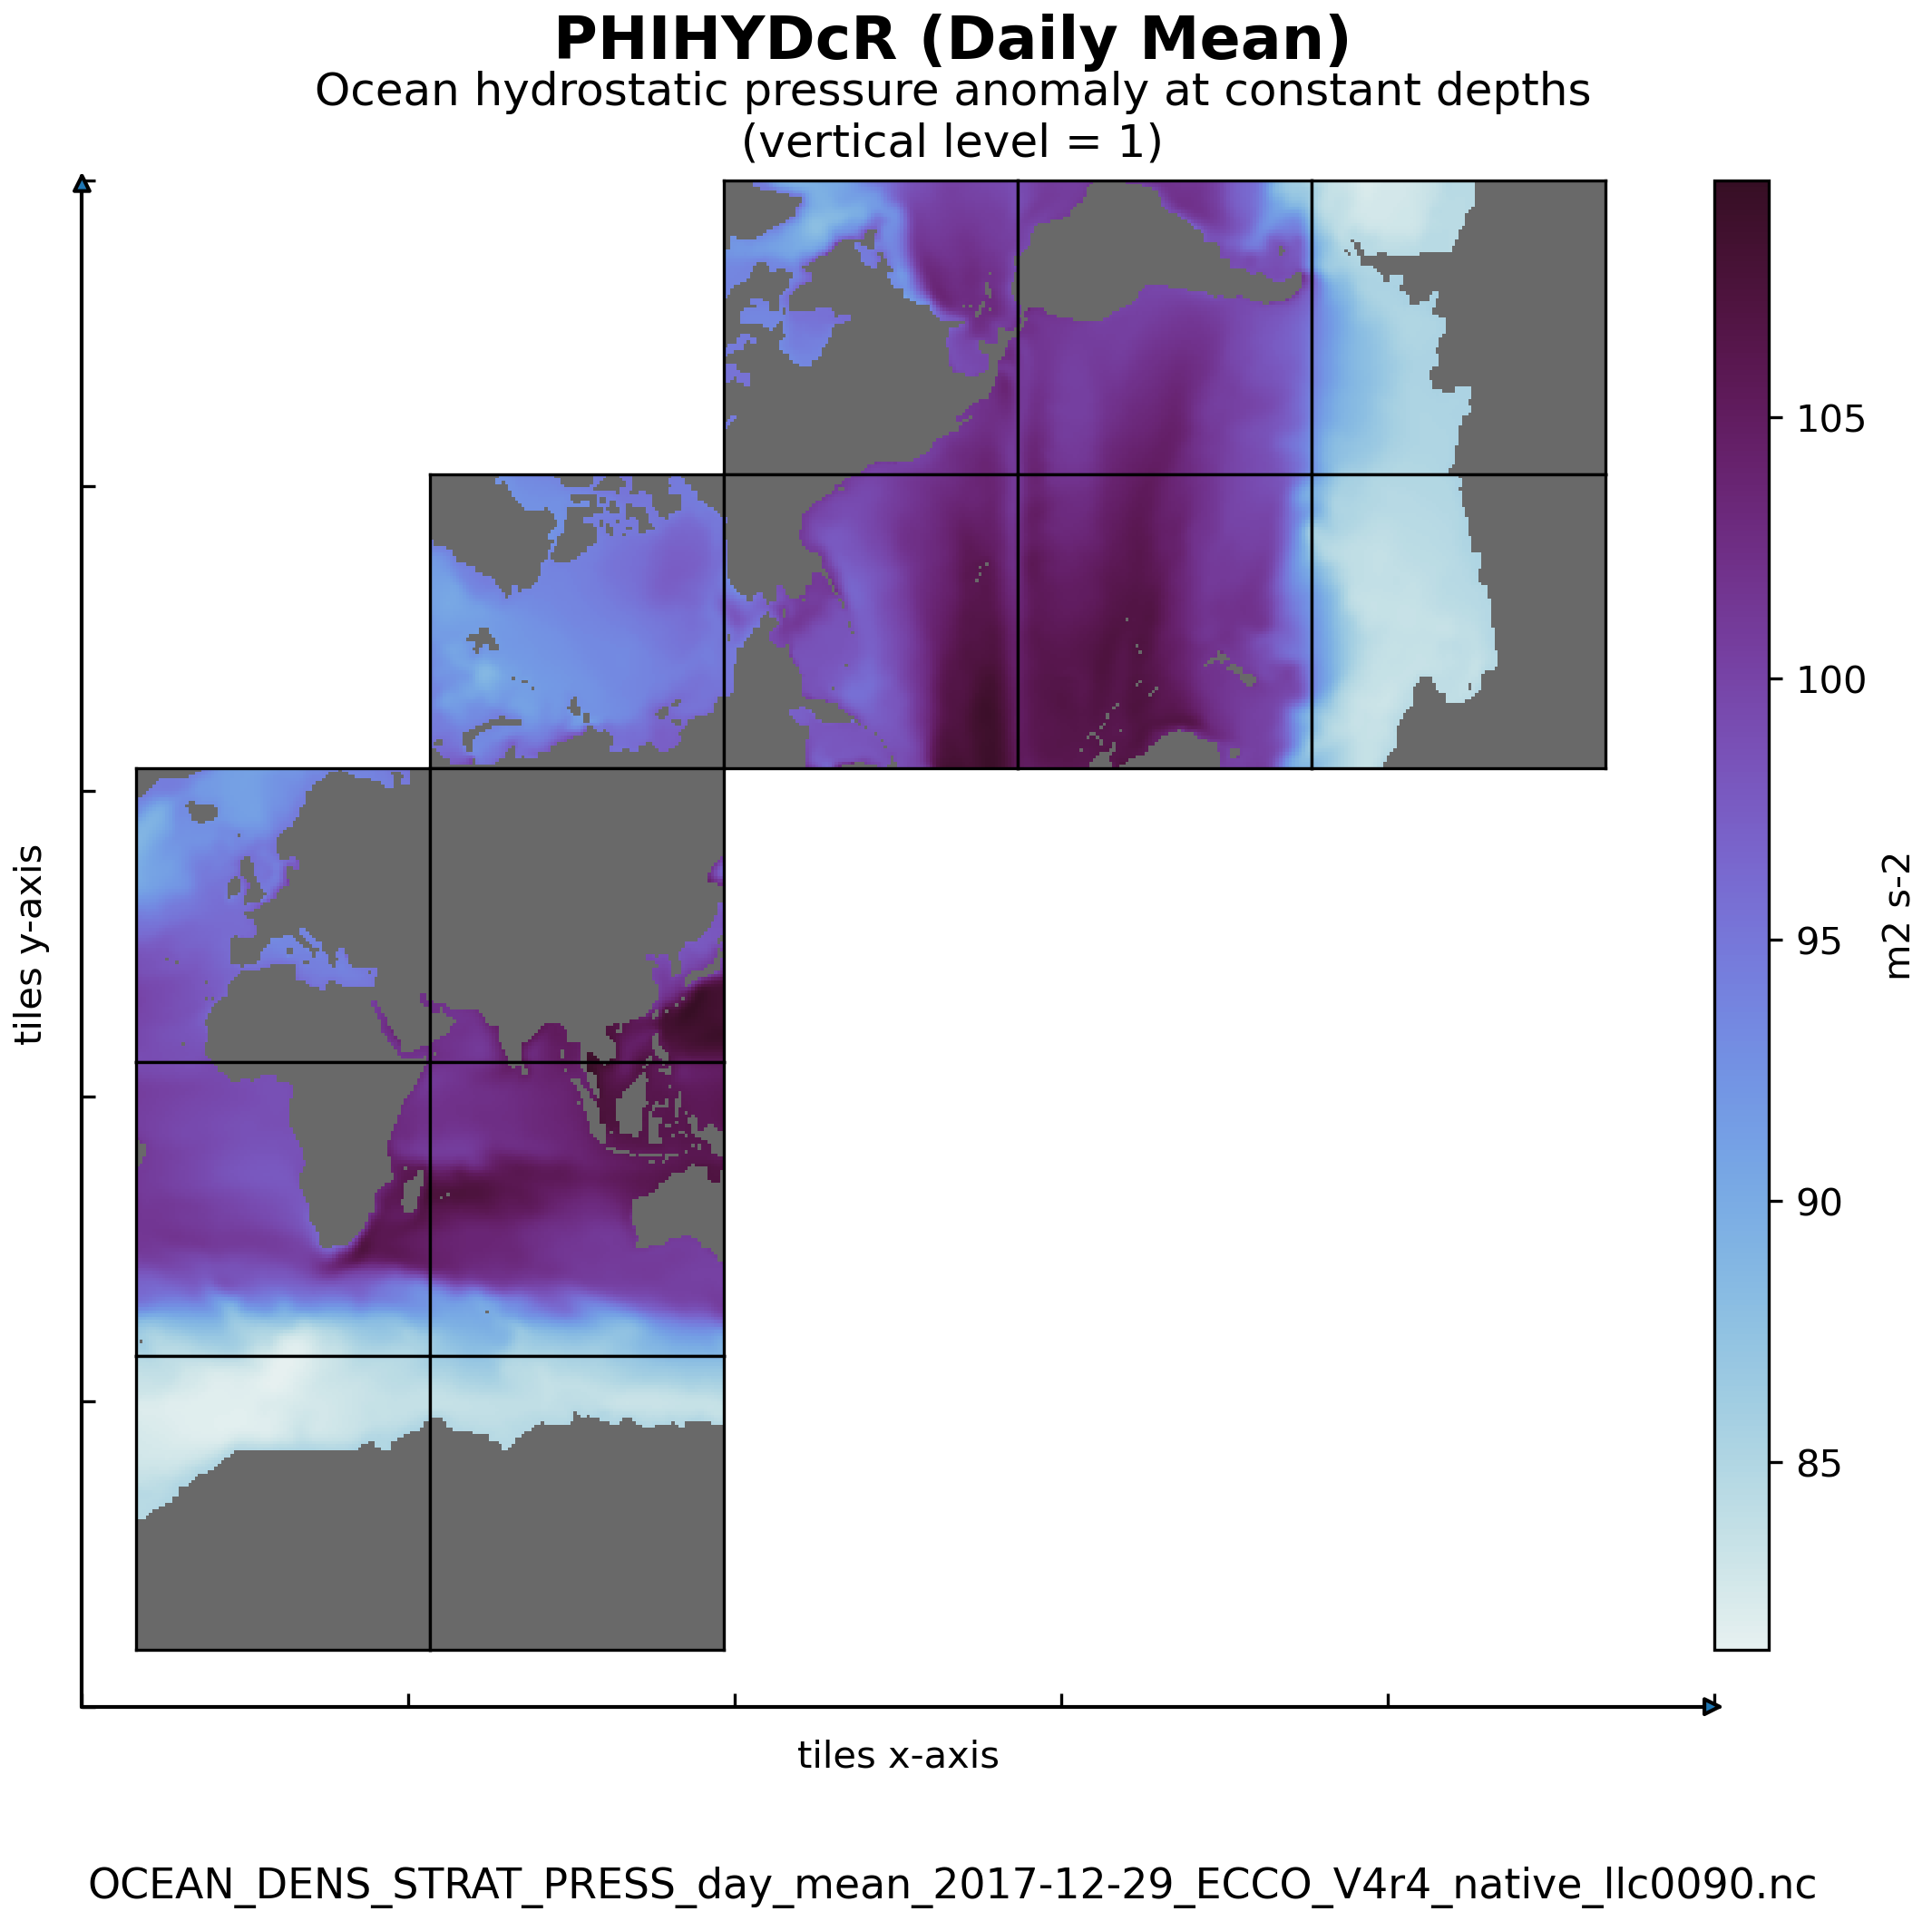 PHIHYDcR (Daily Mean)
Ocean hydrostatic pressure anomaly at constant depths
(vertical level = 1)
105
100
95
90
85
m2 s-2
tiles y-axis
tiles x-axis
OCEAN_DENS_STRAT_PRESS_day_mean_2017-12-29_ECCO_V4r4_native_llc0090.nc